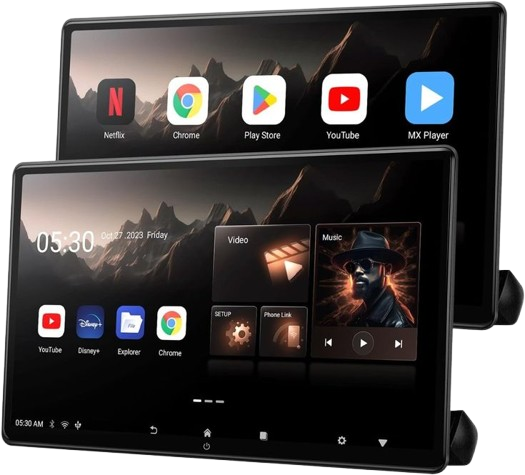 N
Netflix
Chrome
Play Store
YouTube
MX Player
05:30
Oct 27 2023 Friday
Video
Music
SETUP
Phone Link
Disney+
YouTube
Disney+
Explorer
Chrome
05:30 AM